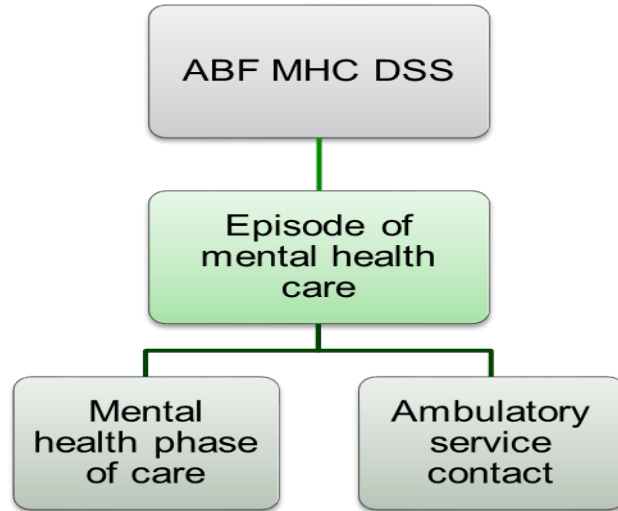 ABF MHC DSS
Episode of
mental health
care
Mental
health phase
of care
Ambulatory
service
contact